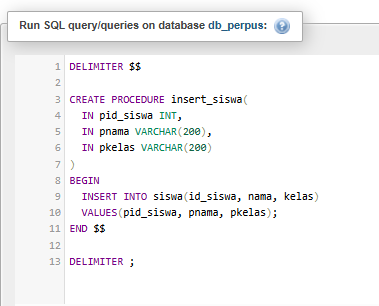 Run SQL query/queries on database db_perpus:
1 DELIMITER $$
2
3 CREATE PROCEDURE insert_siswa(
4 IN pid_siswa INT,
5 IN pnama VARCHAR(200),
6 IN pkelas VARCHAR(200)
7 )
8 BEGIN
9 INSERT INTO siswa(id_siswa, nama, kelas)
10 VALUES(pid_siswa, pnama, pkelas);
11 END $$
12
13 DELIMITER ;